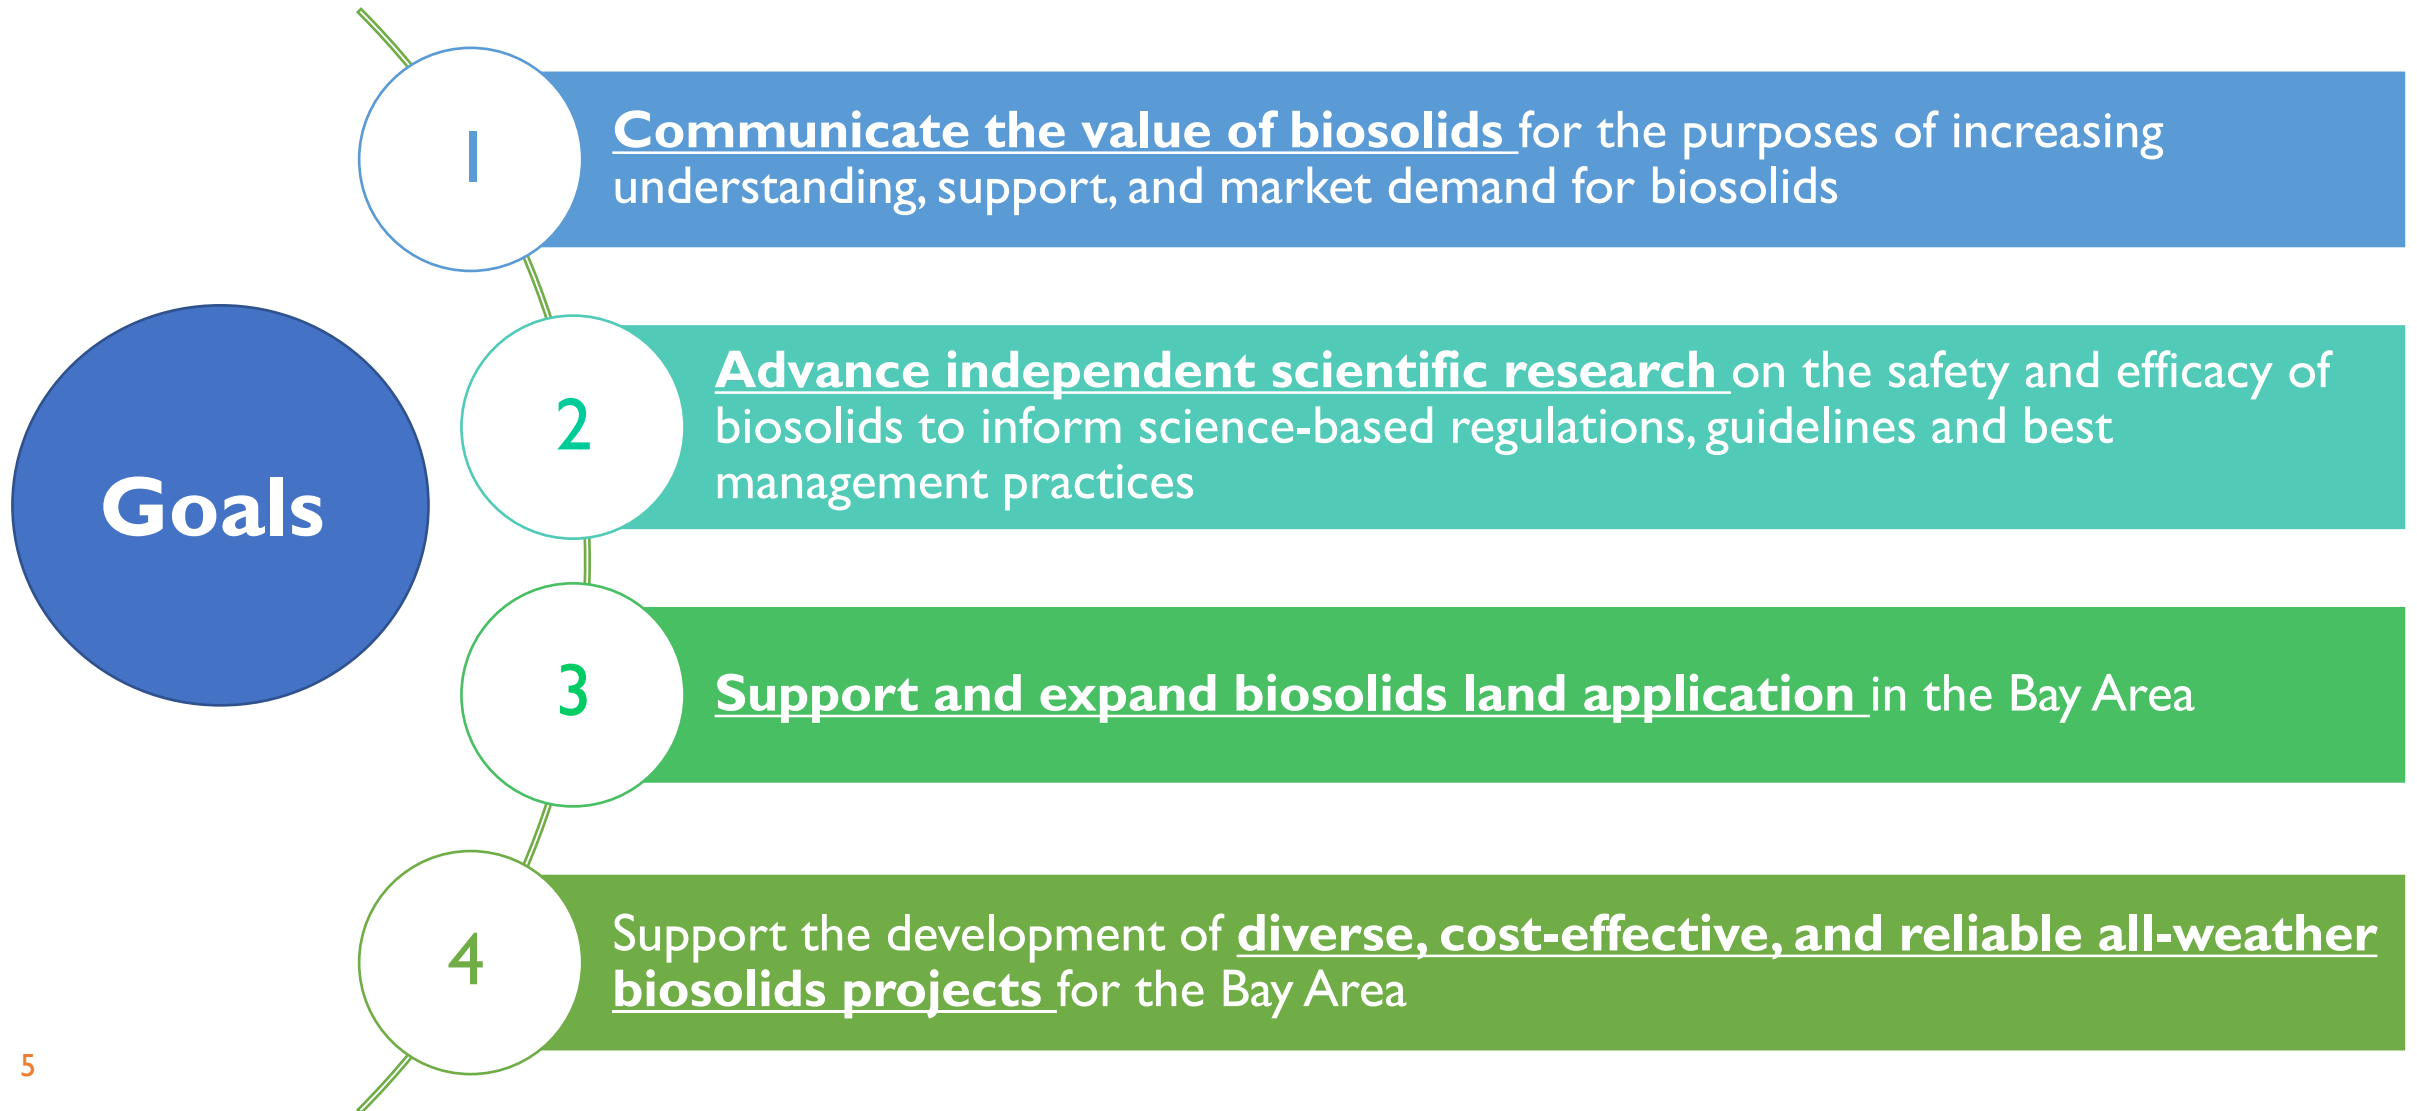 Goals
1
Communicate the value of biosolids for the purposes of increasing
understanding, support, and market demand for biosolids
2
Advance independent scientific research on the safety and efficacy of
biosolids to inform science-based regulations, guidelines and best
management practices
3
Support and expand biosolids land application in the Bay Area
4
Support the development of diverse, cost-effective, and reliable all-weather
biosolids projects for the Bay Area
5